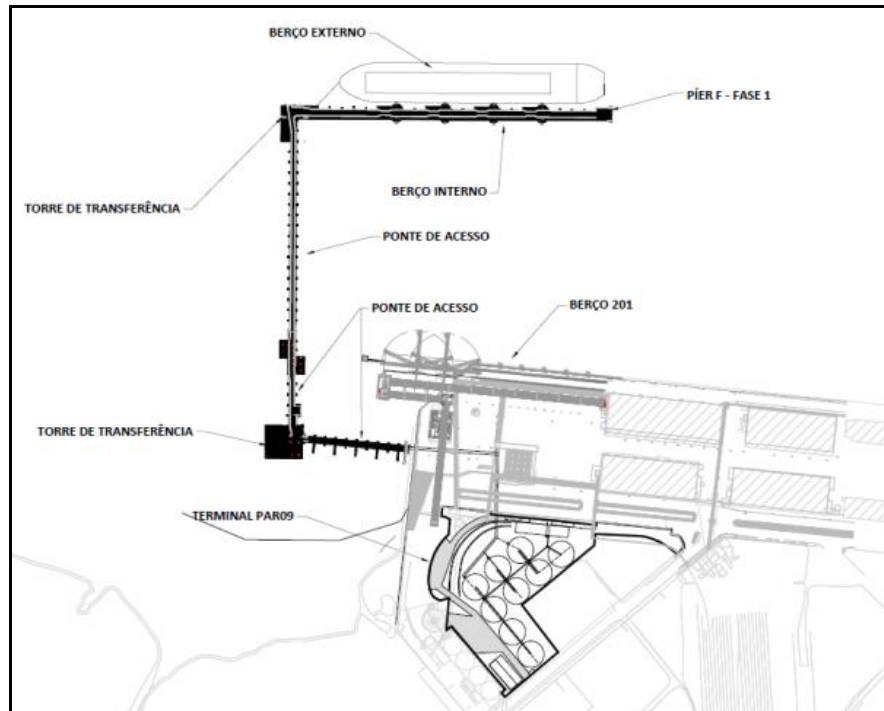 BERÇO EXTERNO
PÍER F - FASE 1
BERÇO INTERNO
TORRE DE TRANSFERÊNCIA
PONTE DE ACESSO
PONTE DE ACESSO
BERÇO 201
TORRE DE TRANSFERÊNCIA
TERMINAL PAR09